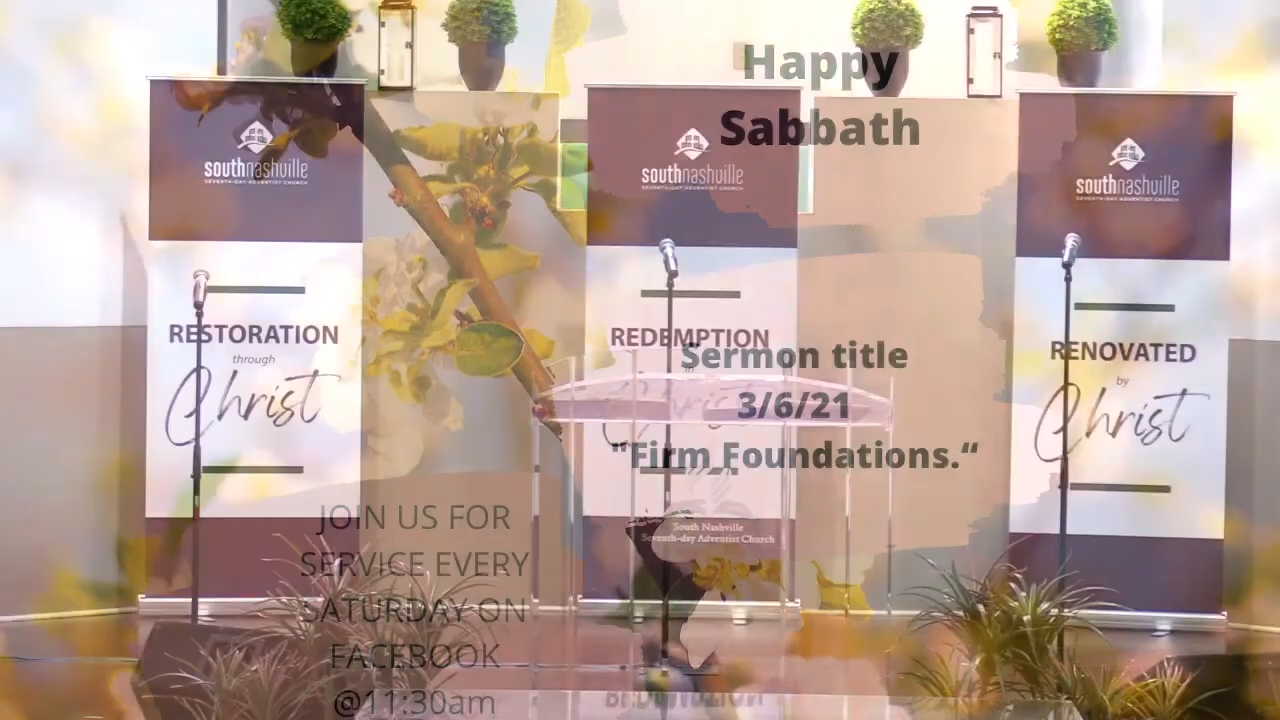 Happy
Sabbath
southnashville
SEVENTH-DAY ADVENTIST CHURCH
southnashville
SEVENTH-DAY ADVENTIST CHURCH
southnashville
SEVENTH-DAY ADVENTIST CHURCH
RESTORATION
through
Christ
REDEMPTION
in
Christ
RENOVATED
by
Christ
Sermon title
3/6/21
"Firm Foundations.“
South Nashville
Seventh-day Adventist Church
JOIN US FOR
SERVICE EVERY
SATURDAY ON
FACEBOOK
@11:30am